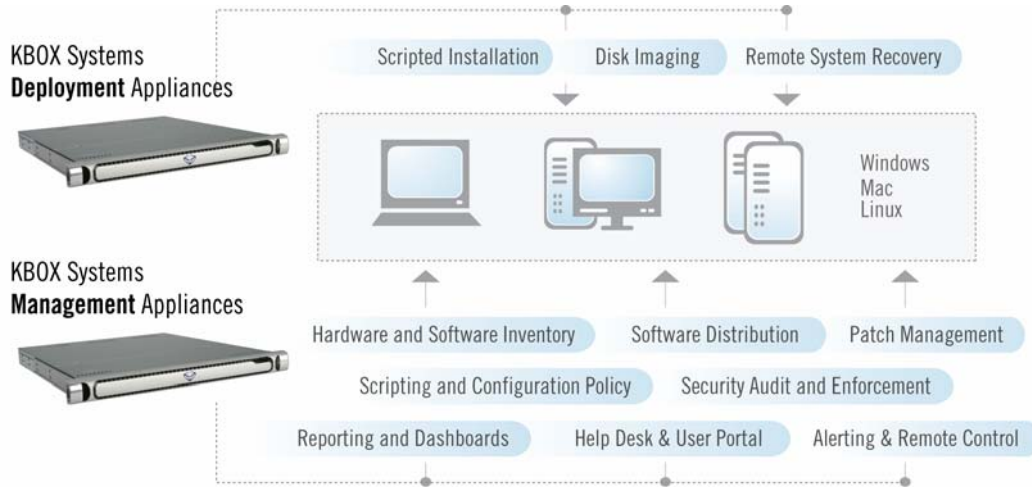 KBOX Systems
Deployment Appliances
Scripted Installation
Disk Imaging
Remote System Recovery
Windows
Mac
Linux
KBOX Systems
Management Appliances
Hardware and Software Inventory
Software Distribution
Patch Management
Scripting and Configuration Policy
Security Audit and Enforcement
Reporting and Dashboards
Help Desk & User Portal
Alerting & Remote Control